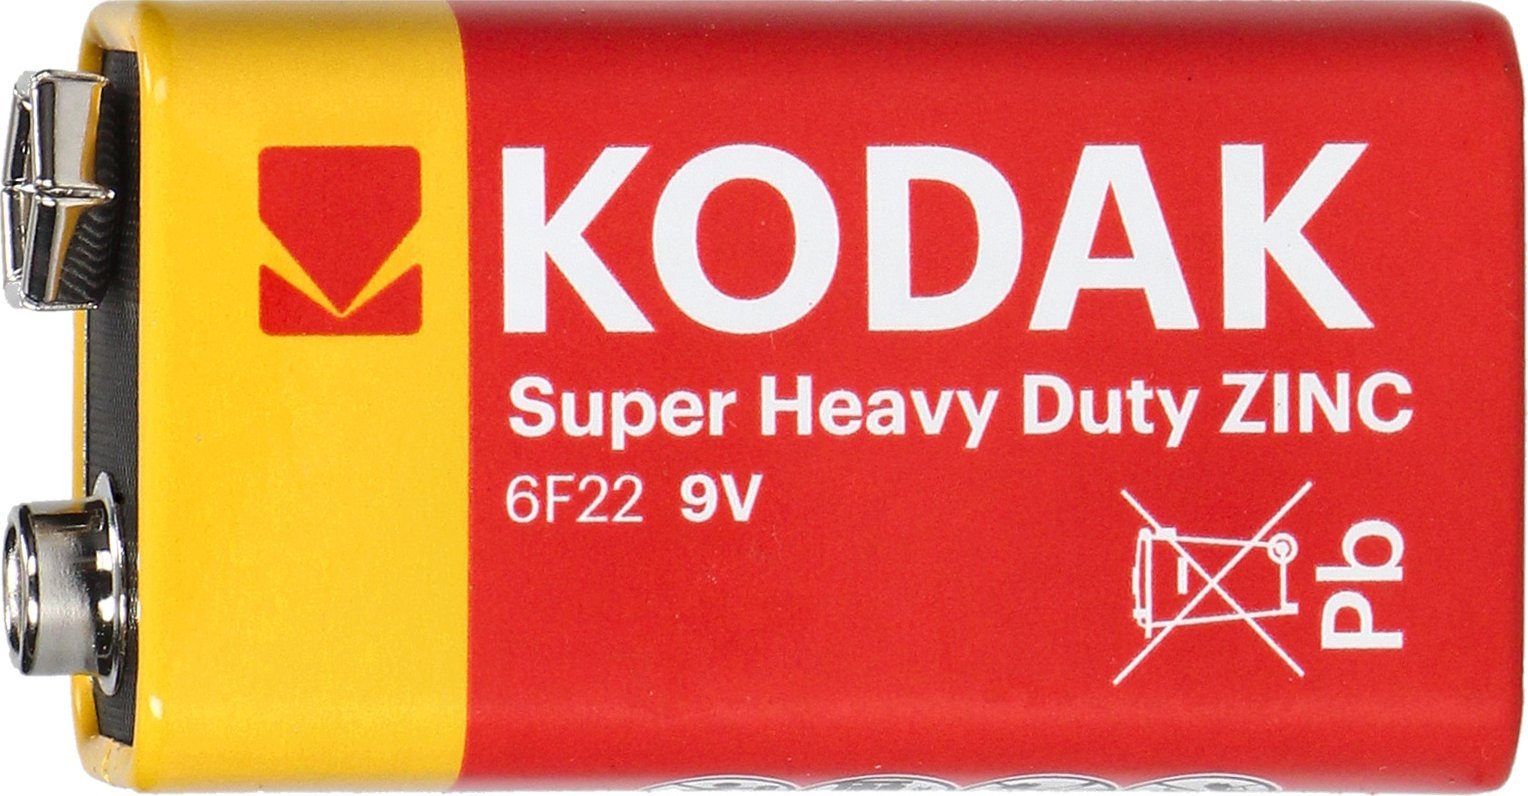 KODAK
Super Heavy Duty ZINC
6F22 9V
Pb